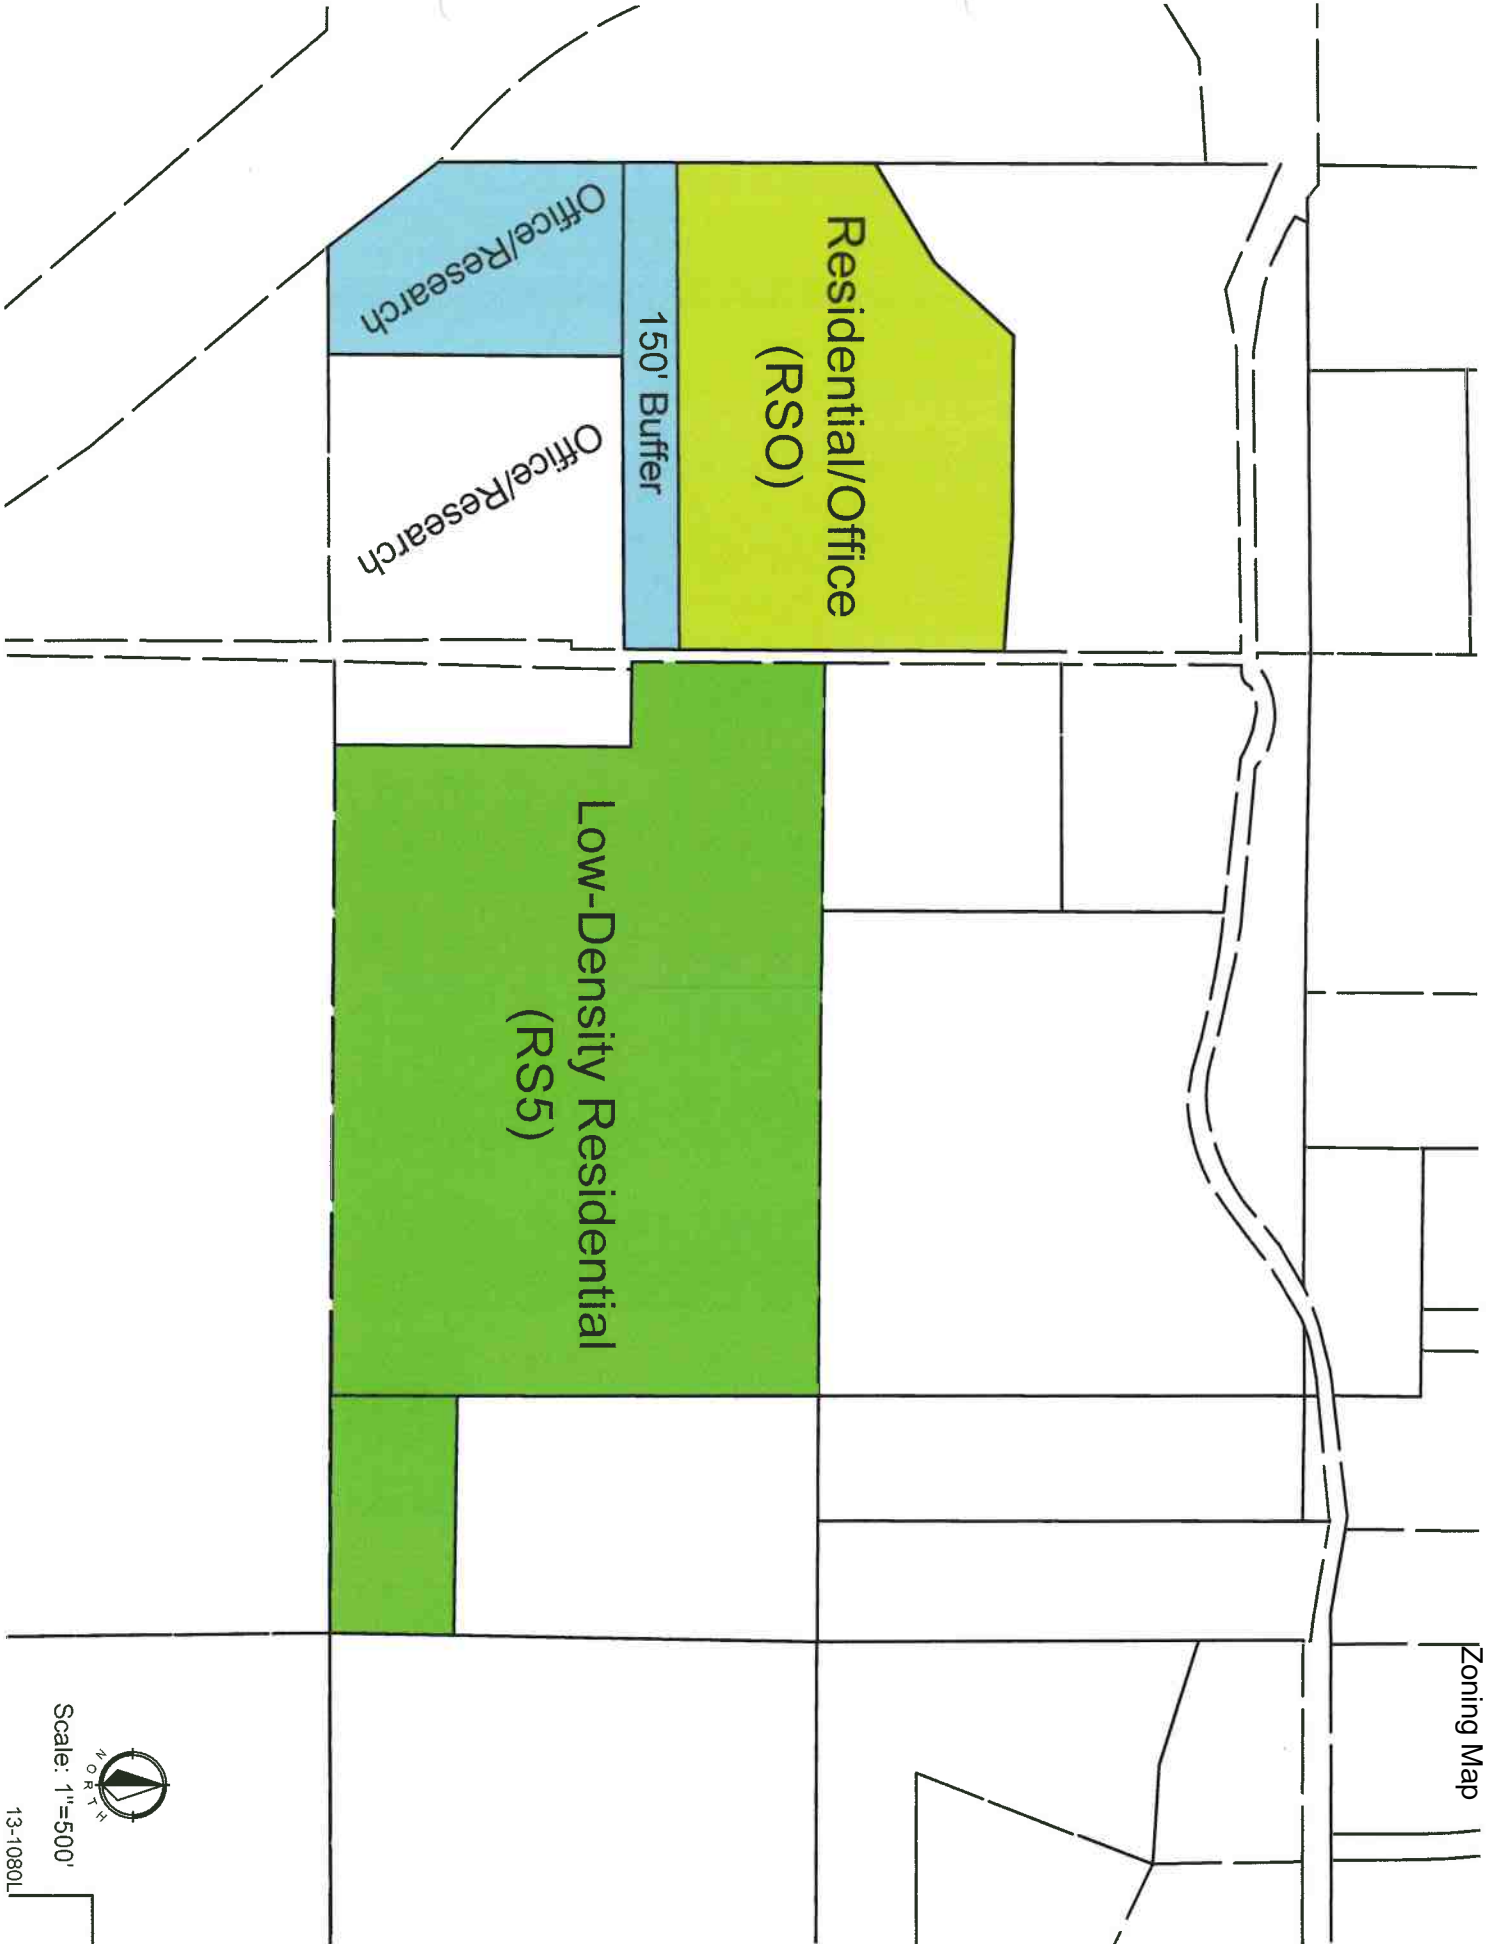 Zoning Map
Residential/Office
(RSO)
150' Buffer
Office/Research
Office/Research
Low-Density Residential
(RS5)
NORTH
Scale: 1"=500'
13-1080L